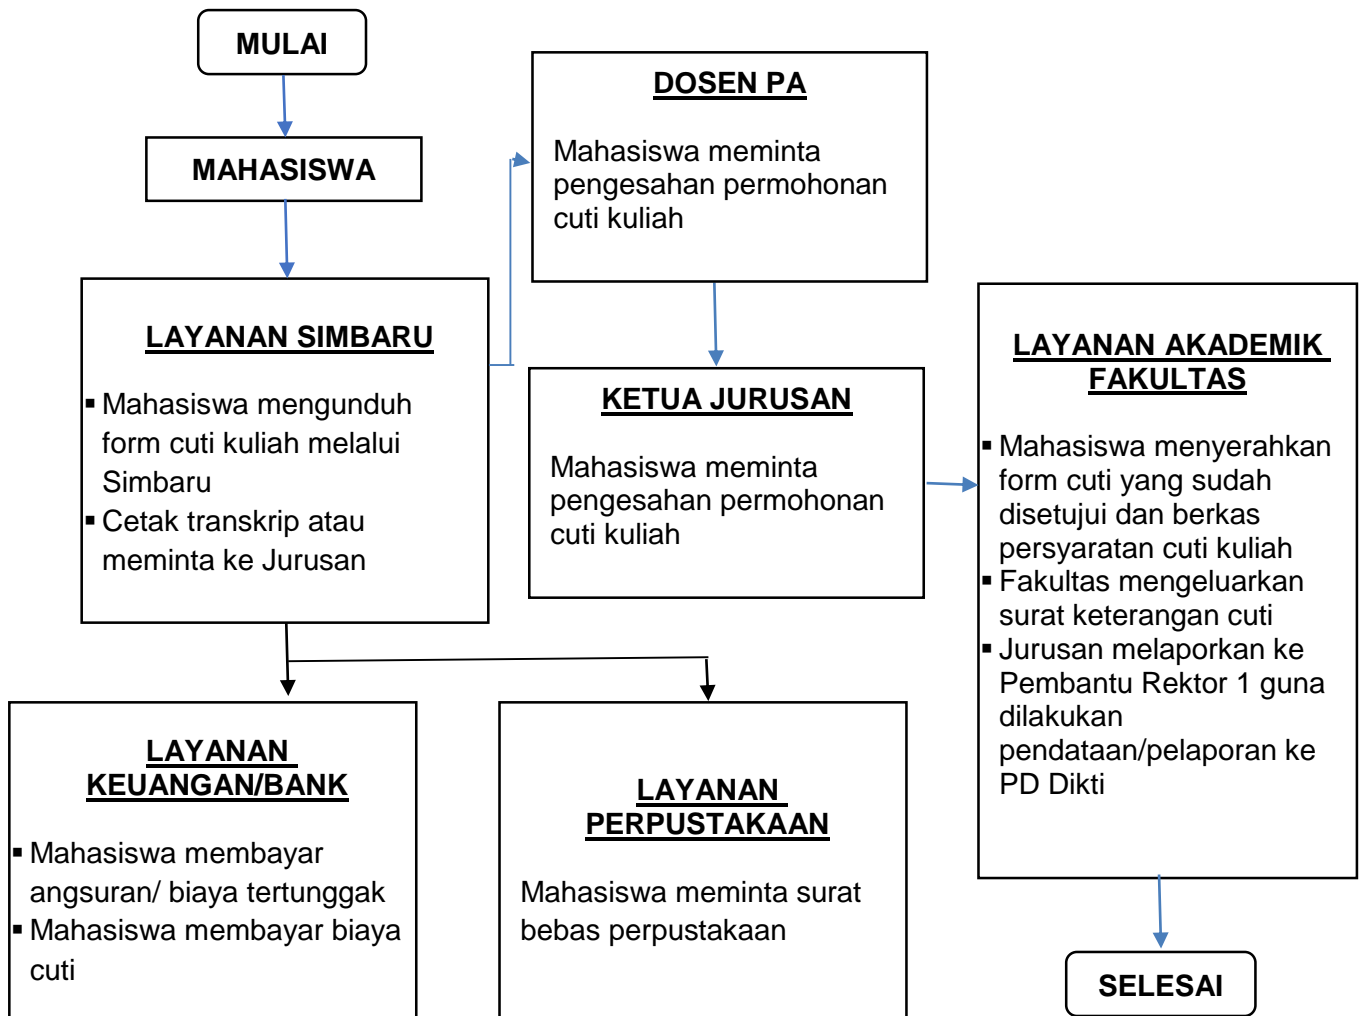 MULAI
MAHASISWA
LAYANAN SIMBARU
▪ Mahasiswa mengunduh
form cuti kuliah melalui
Simbaru
▪ Cetak transkrip atau
meminta ke Jurusan
DOSEN PA
Mahasiswa meminta
pengesahan permohonan
cuti kuliah
KETUA JURUSAN
Mahasiswa meminta
pengesahan permohonan
cuti kuliah
LAYANAN AKADEMIK
FAKULTAS
▪ Mahasiswa menyerahkan
form cuti yang sudah
disetujui dan berkas
persyaratan cuti kuliah
▪ Fakultas mengeluarkan
surat keterangan cuti
▪ Jurusan melaporkan ke
Pembantu Rektor 1 guna
dilakukan
pendataan/pelaporan ke
PD Dikti
LAYANAN
KEUANGAN/BANK
▪ Mahasiswa membayar
angsuran/ biaya tertunggak
▪ Mahasiswa membayar biaya
cuti
LAYANAN
PERPUSTAKAAN
Mahasiswa meminta surat
bebas perpustakaan
SELESAI